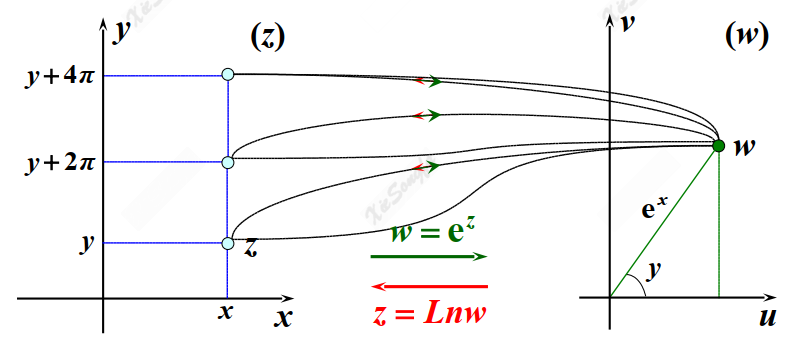 y
(z)
v
(w)
y+4π
y+2π
w
y
z
e^x
y
w = e^z
z = Lnw
x
x
u